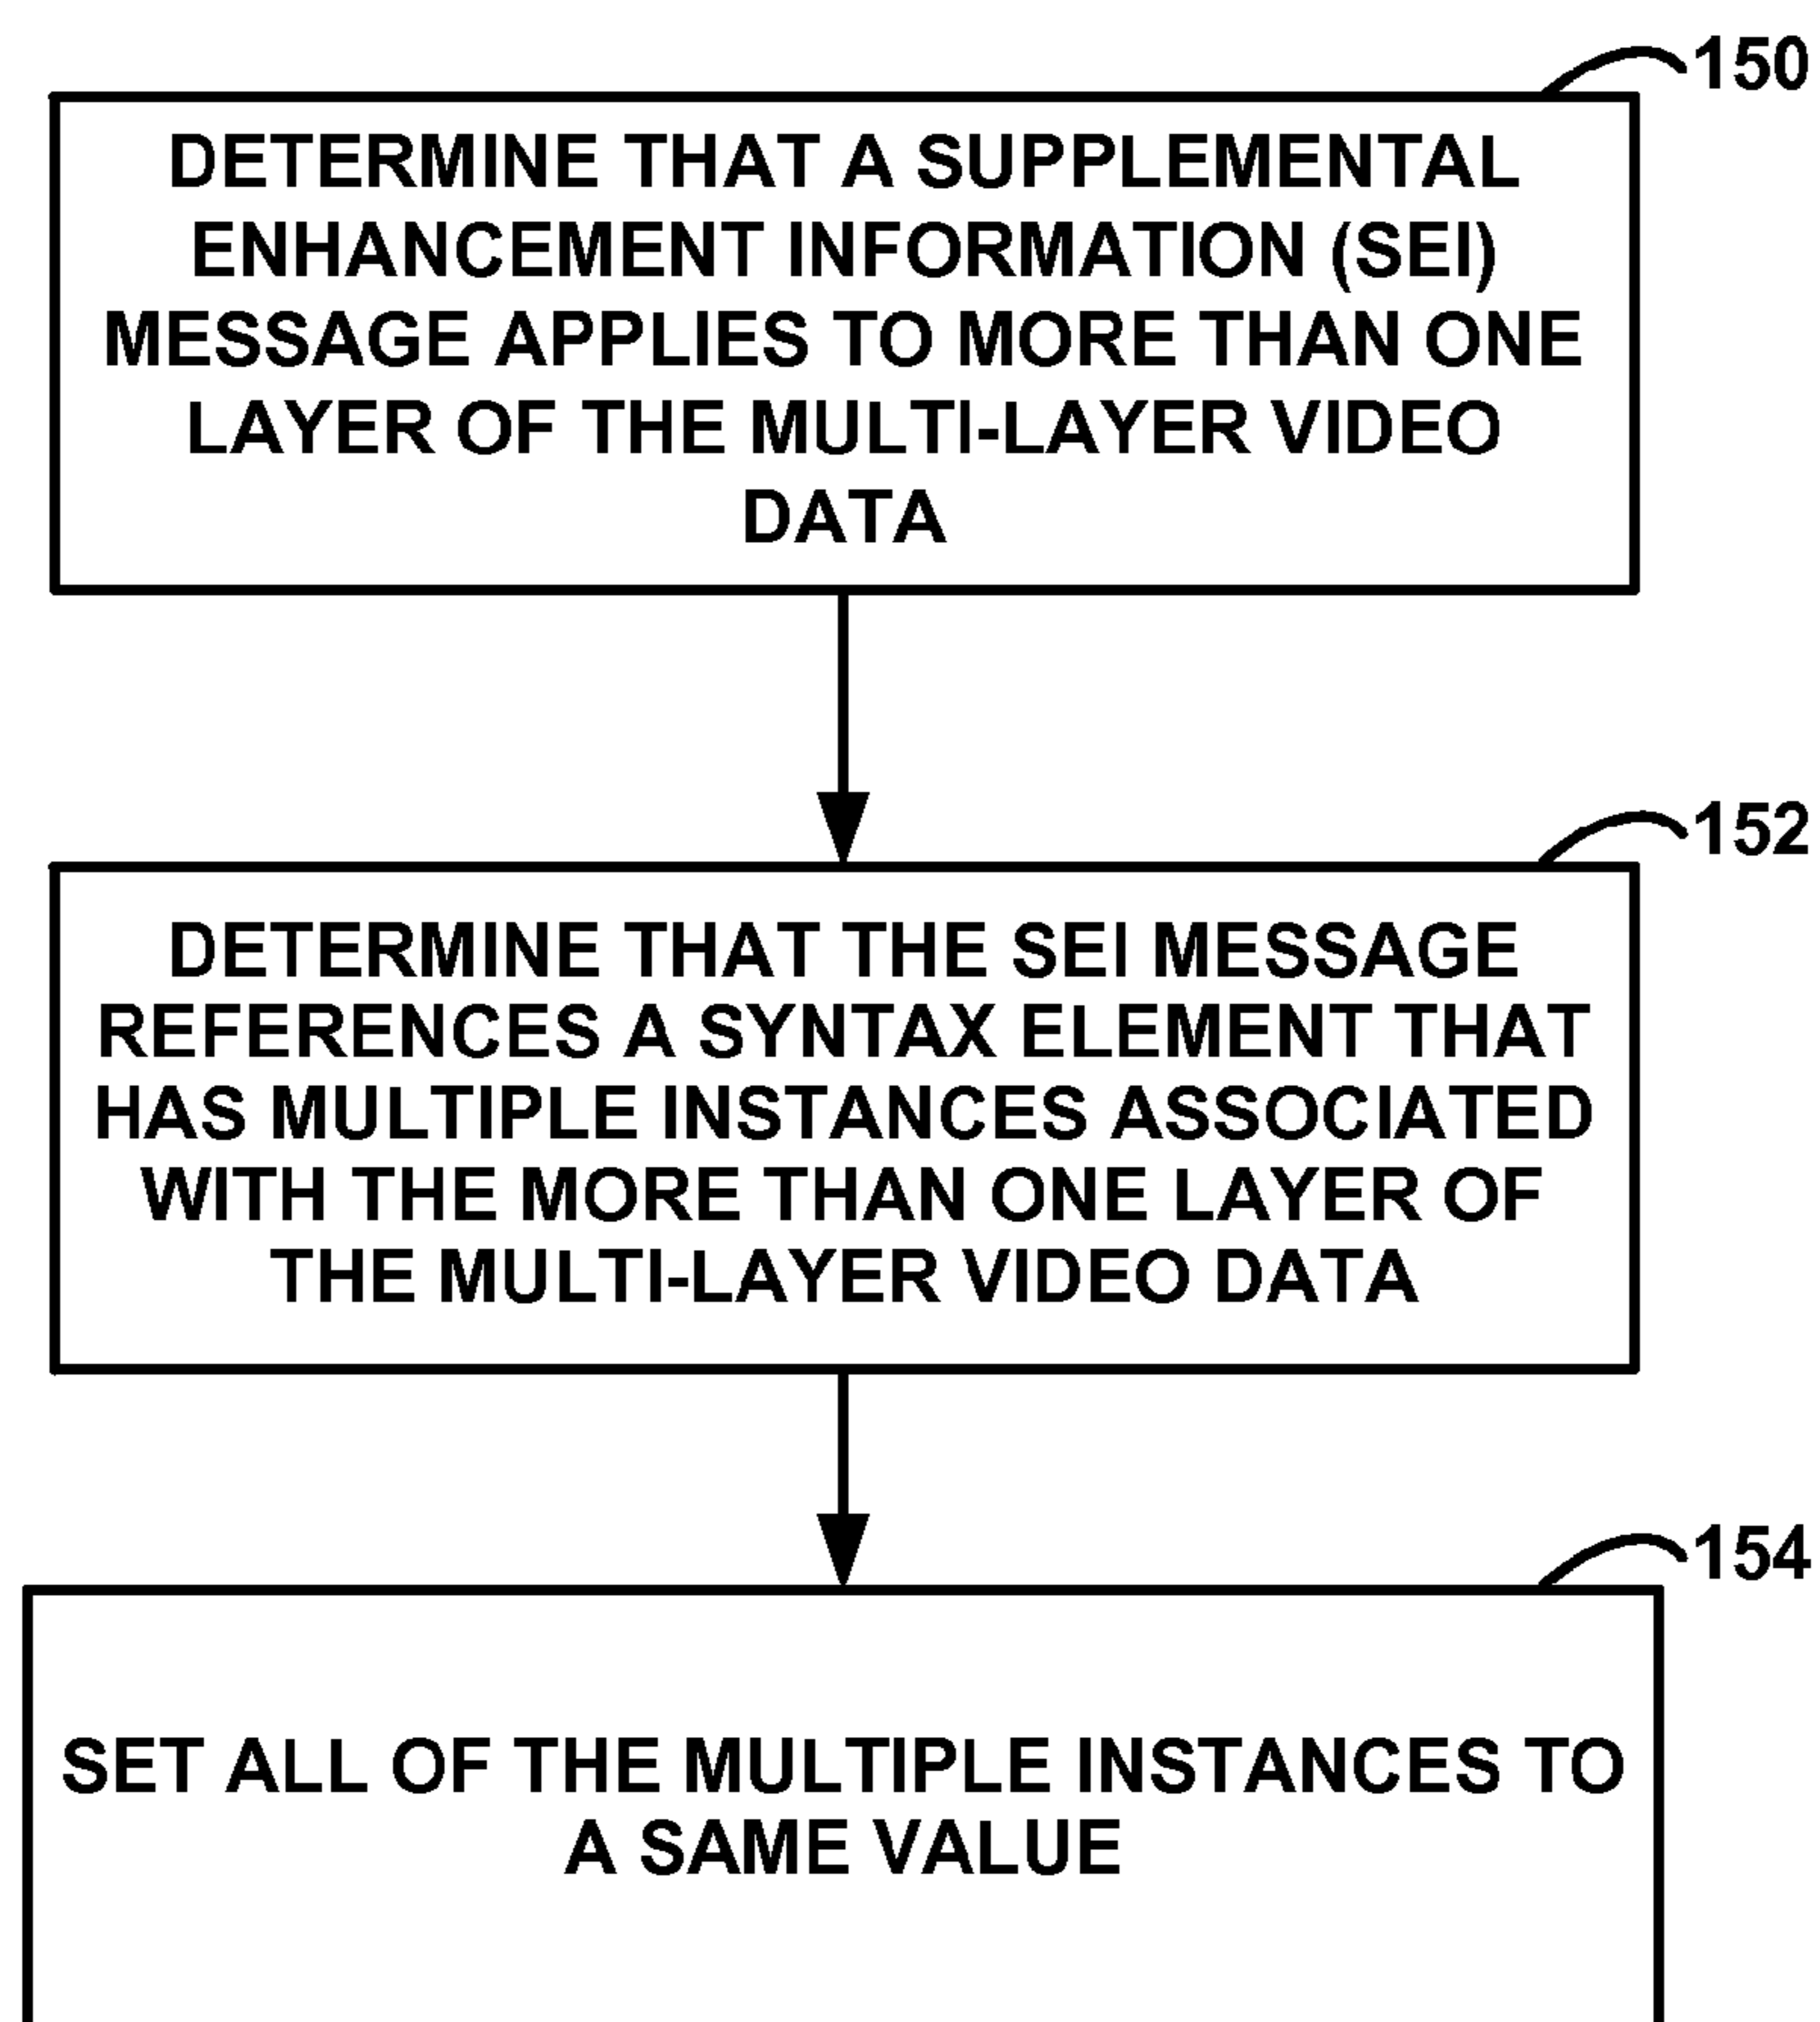 150
DETERMINE THAT A SUPPLEMENTAL
ENHANCEMENT INFORMATION (SEI)
MESSAGE APPLIES TO MORE THAN ONE
LAYER OF THE MULTI-LAYER VIDEO
DATA
152
DETERMINE THAT THE SEI MESSAGE
REFERENCES A SYNTAX ELEMENT THAT
HAS MULTIPLE INSTANCES ASSOCIATED
WITH THE MORE THAN ONE LAYER OF
THE MULTI-LAYER VIDEO DATA
154
SET ALL OF THE MULTIPLE INSTANCES TO
A SAME VALUE